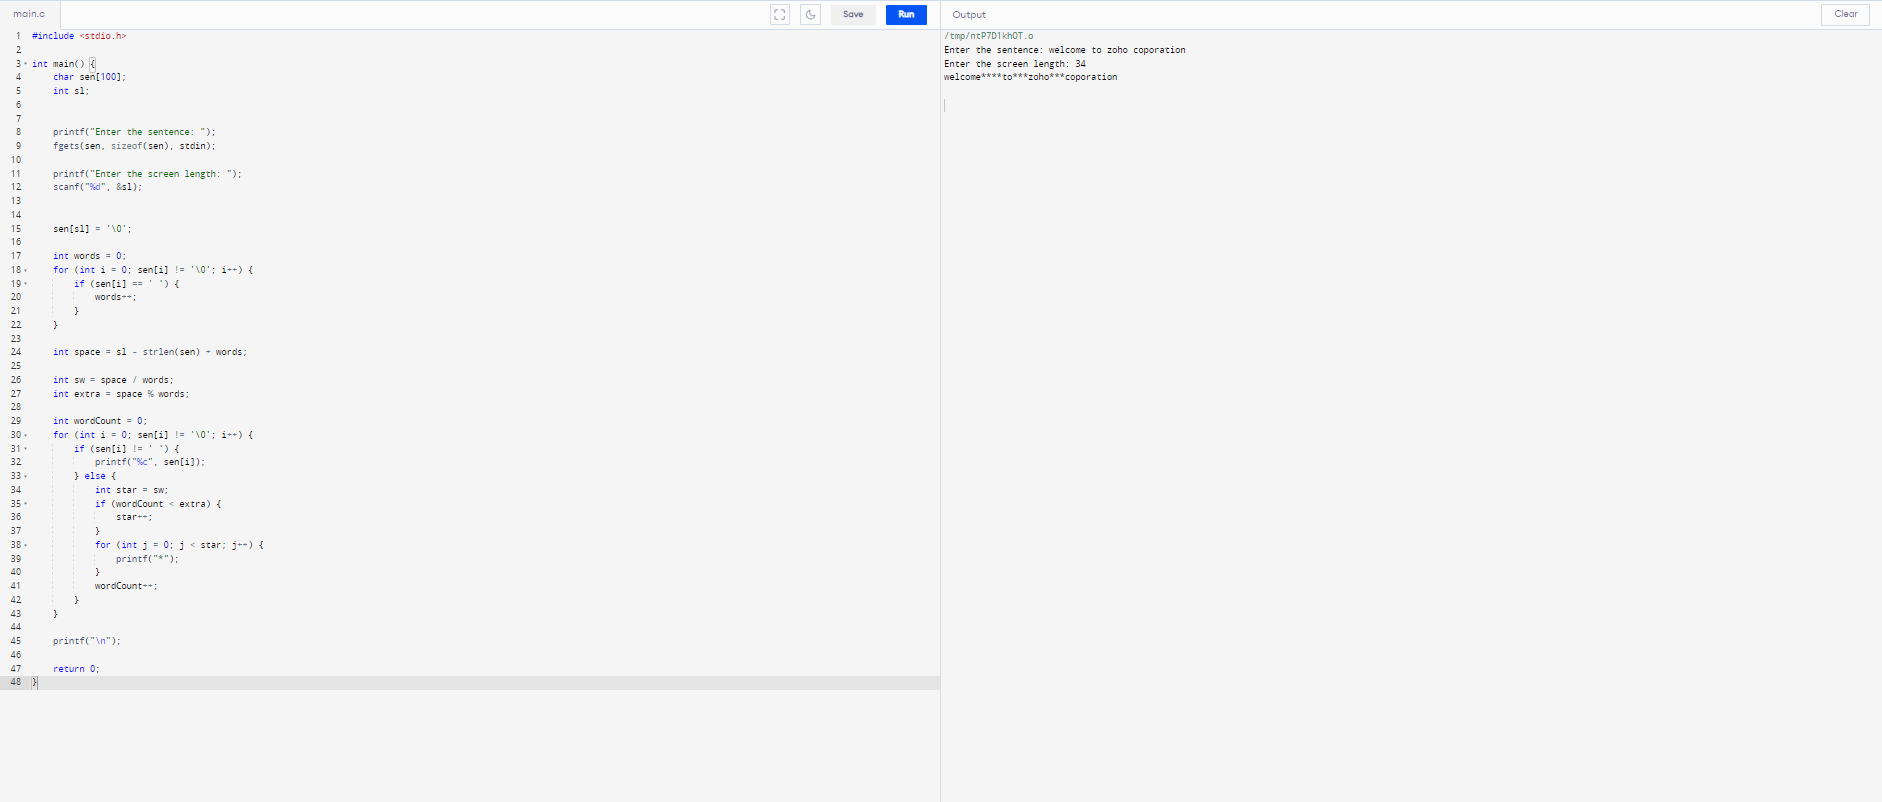 main.c
Save
Run
Output
Clear
1 #include <stdio.h>
2
3 int main() {
4 char sen[100];
5 int sl;
6
7
8 printf("Enter the sentence: ");
9 fgets(sen, sizeof(sen), stdin);
10
11 printf("Enter the screen length: ");
12 scanf("%d", &sl);
13
14
15 sen[sl] = '\0';
16
17 int words = 0;
18 for (int i = 0; sen[i] != '\0'; i++) {
19 if (sen[i] == ' ') {
20 words++;
21 }
22 }
23
24 int space = sl - strlen(sen) + words;
25
26 int sw = space / words;
27 int extra = space % words;
28
29 int wordCount = 0;
30 for (int i = 0; sen[i] != '\0'; i++) {
31 if (sen[i] != ' ') {
32 printf("%c", sen[i]);
33 } else {
34 int star = sw;
35 if (wordCount < extra) {
36 star++;
37 }
38 for (int j = 0; j < star; j++) {
39 printf("*");
40 }
41 wordCount++;
42 }
43 }
44
45 printf("\n");
46
47 return 0;
48 }
/tmp/ntP7D1khOT.o
Enter the sentence: welcome to zoho coporation
Enter the screen length: 34
welcome****to***zoho***coporation